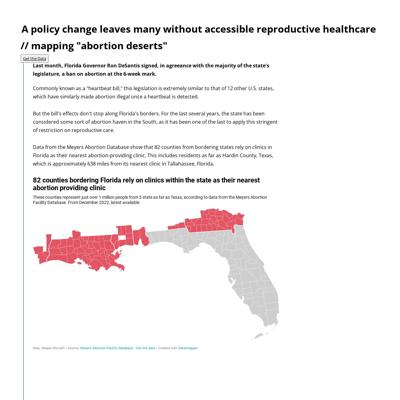 A policy change leaves many without accessible reproductive healthcare
// mapping "abortion deserts"
Get the Data
Last month, Florida Governor Ron DeSantis signed, in agreeance with the majority of the state's
legislature, a ban on abortion at the 6-week mark.
Commonly known as a "heartbeat bill," this legislation is extremely similar to that of 12 other U.S. states,
which have similarly made abortion illegal once a heartbeat is detected.
But the bill's effects don't stop along Florida's borders. For the last several years, the state has been
considered some sort of abortion haven in the South, as it has been one of the last to apply this stringent
of restriction on reproductive care.
Data from the Meyers Abortion Database show that 82 counties from bordering states rely on clinics in
Florida as their nearest abortion-providing clinic. This includes residents as far as Hardin County, Texas,
which is approximately 638 miles from its nearest clinic in Tallahassee, Florida.
82 counties bordering Florida rely on clinics within the state as their nearest
abortion providing clinic
These counties represent just over 1 million people from 5 state as far as Texas, according to data from the Meyers Abortion
Facility Database. From December, 2022, latest available.
Source: Meyers Abortion Facility Database • Get the data • Created with Datawrapper